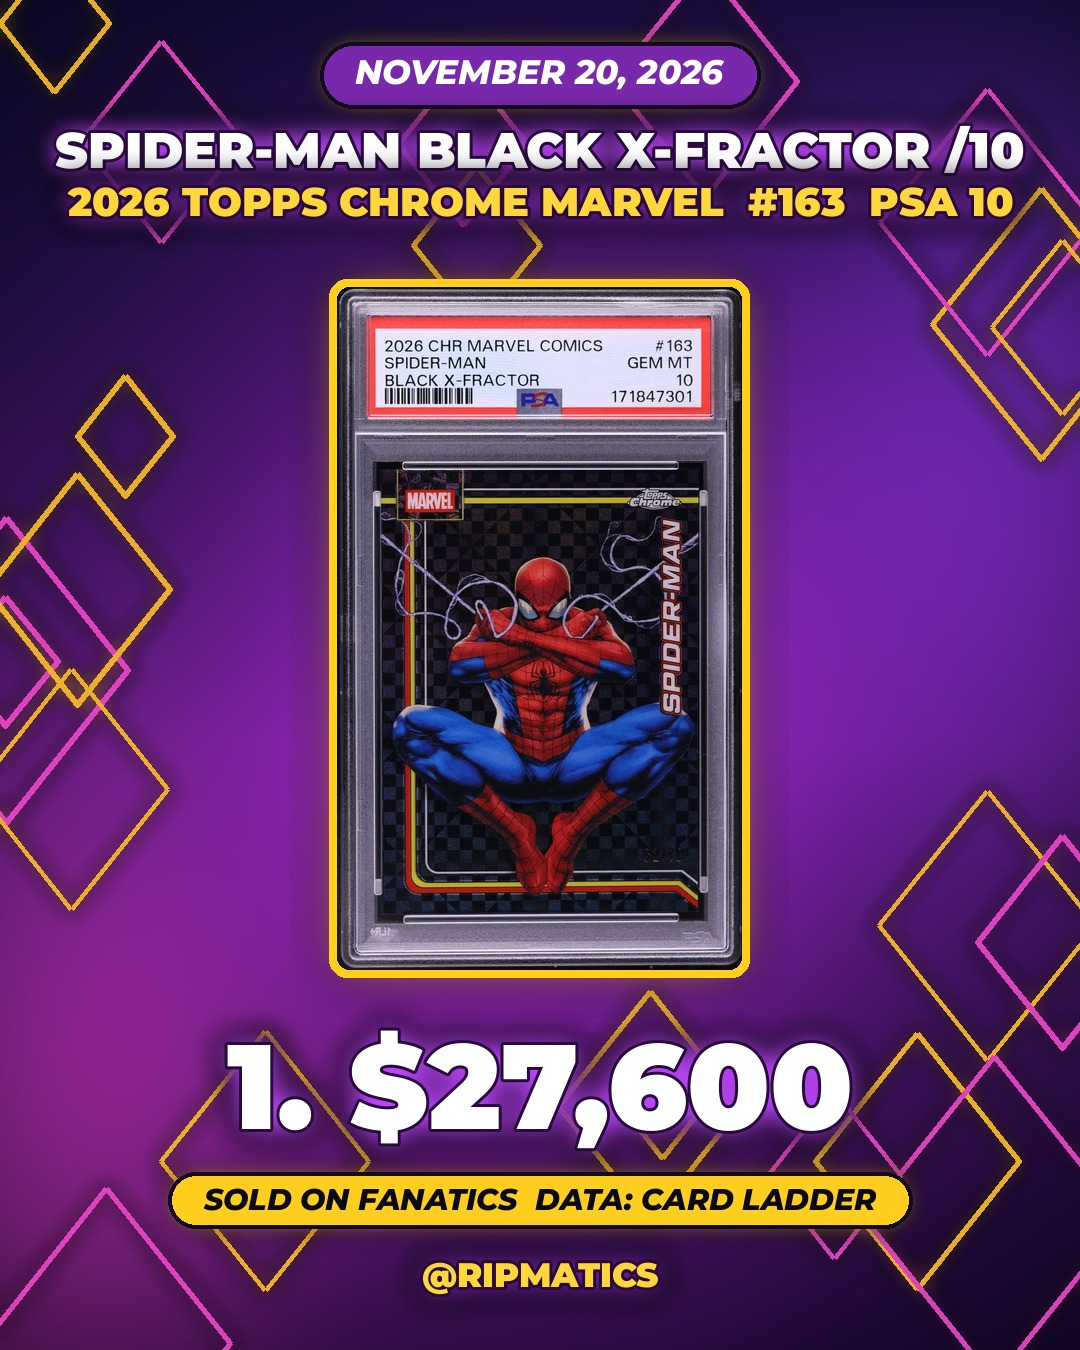 NOVEMBER 20, 2026
SPIDER-MAN BLACK X-FRACTOR /10
2026 TOPPS CHROME MARVEL #163 PSA 10
2026 CHR MARVEL COMICS #163
SPIDER-MAN GEM MT
BLACK X-FRACTOR 10
PSA 171847301
MARVEL
Topps Chrome
SPIDER-MAN
1. $27,600
SOLD ON FANATICS DATA: CARD LADDER
@RIPMATICS